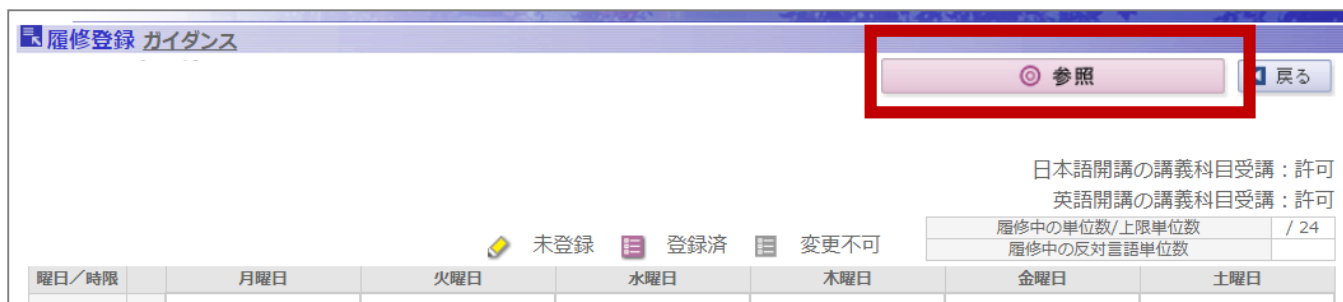 履修登録 ガイダンス
◎ 参照
戻る
日本語開講の講義科目受講：許可
英語開講の講義科目受講：許可
履修中の単位数/上限単位数 / 24
履修中の反対言語単位数
未登録 登録済 変更不可
曜日／時限 月曜日 火曜日 水曜日 木曜日 金曜日 土曜日